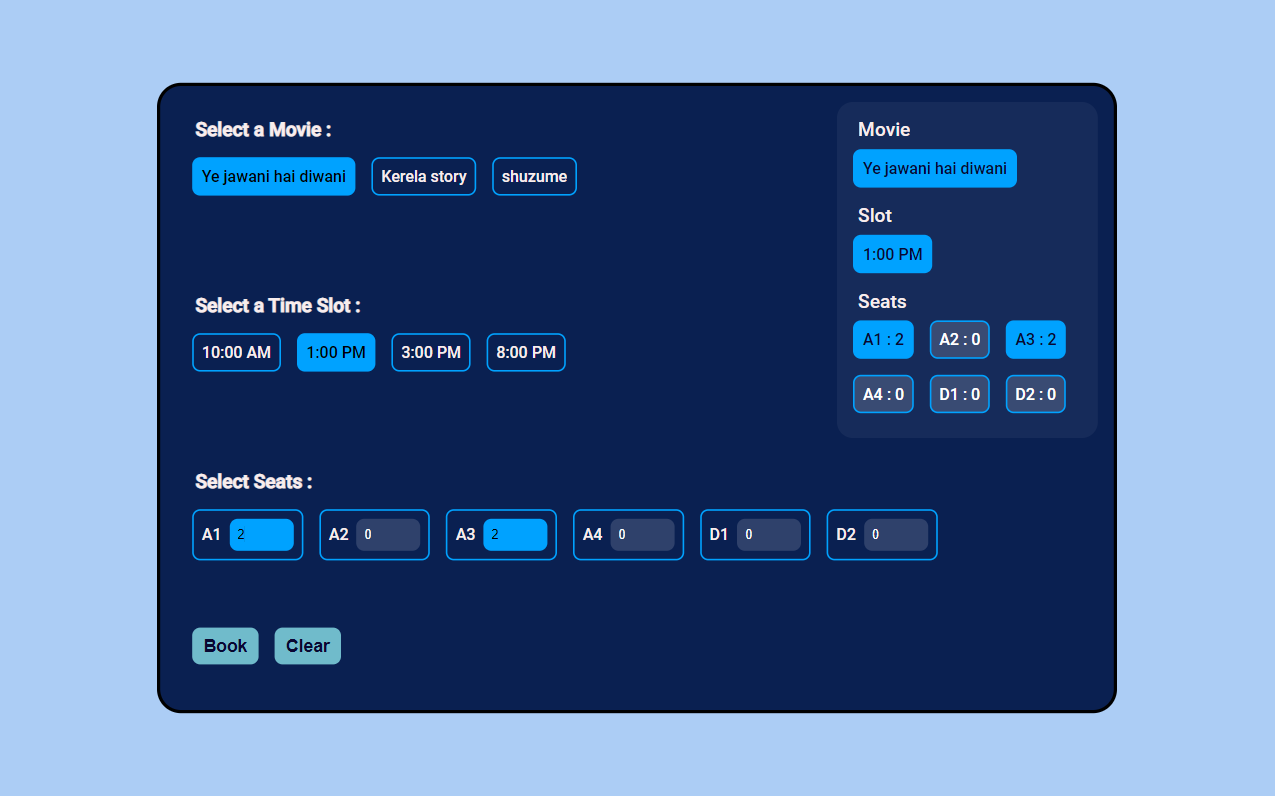 Select a Movie :
Ye jawani hai diwani
Kerela story
shuzume
Select a Time Slot :
10:00 AM
1:00 PM
3:00 PM
8:00 PM
Select Seats :
A1 2
A2 0
A3 2
A4 0
D1 0
D2 0
Book
Clear
Movie
Ye jawani hai diwani
Slot
1:00 PM
Seats
A1 : 2
A2 : 0
A3 : 2
A4 : 0
D1 : 0
D2 : 0